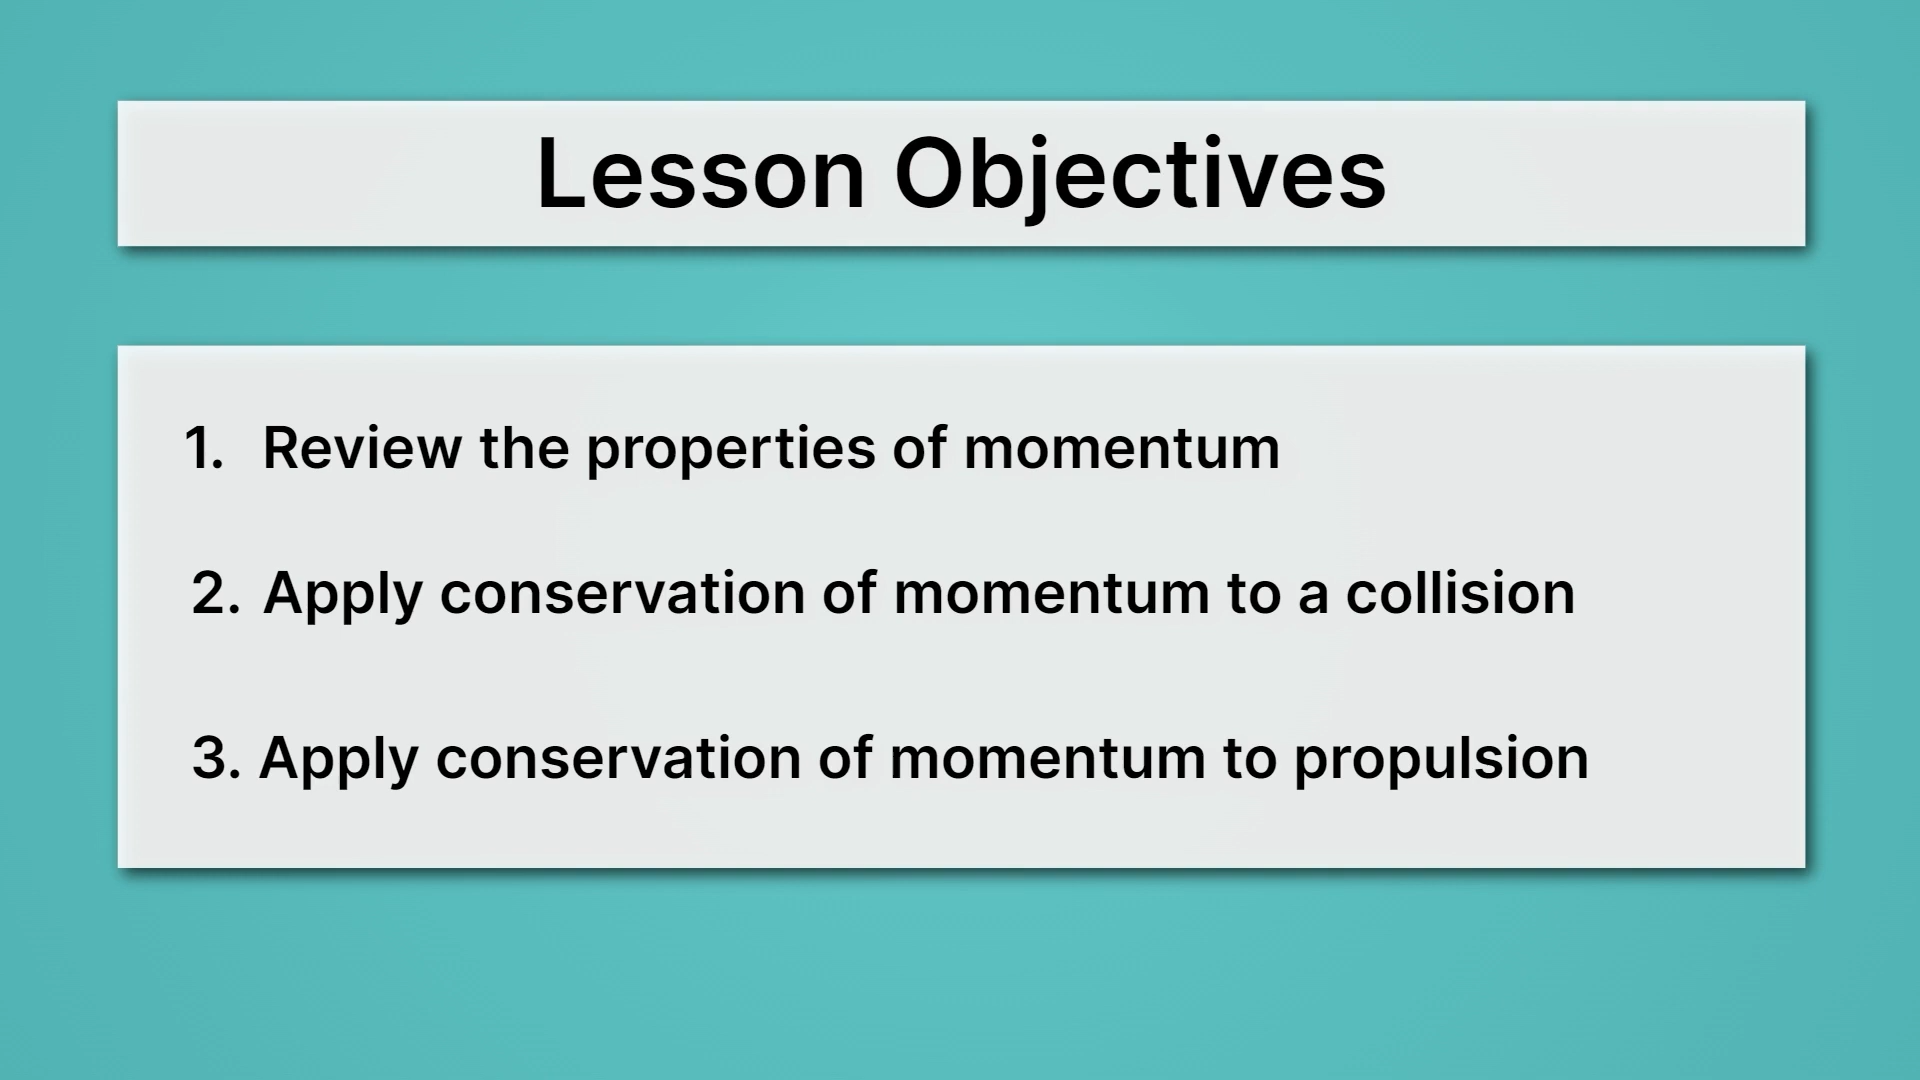 Lesson Objectives
1. Review the properties of momentum
2. Apply conservation of momentum to a collision
3. Apply conservation of momentum to propulsion